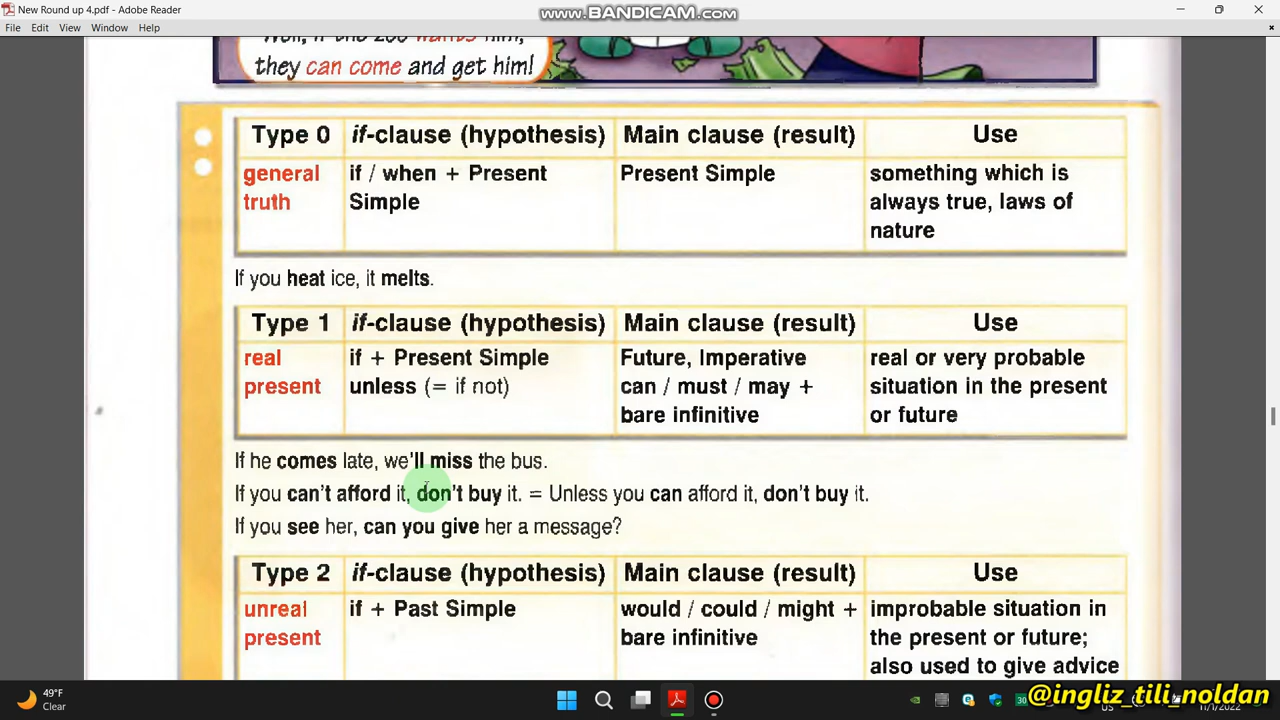 New Round up 4.pdf - Adobe Reader
www.BANDICAM.com
File Edit View Window Help
they can come and get him!
Type 0 if-clause (hypothesis) Main clause (result) Use
general if / when + Present Present Simple something which is
truth Simple always true, laws of
nature
If you heat ice, it melts.
Type 1 if-clause (hypothesis) Main clause (result) Use
real if + Present Simple Future, Imperative real or very probable
present unless (= if not) can / must / may + situation in the present
bare infinitive or future
If he comes late, we'll miss the bus.
If you can't afford it, don't buy it. = Unless you can afford it, don't buy it.
If you see her, can you give her a message?
Type 2 if-clause (hypothesis) Main clause (result) Use
unreal if + Past Simple would / could / might + improbable situation in
present bare infinitive the present or future;
also used to give advice
49°F
Clear
@ingliz_tili_noldan